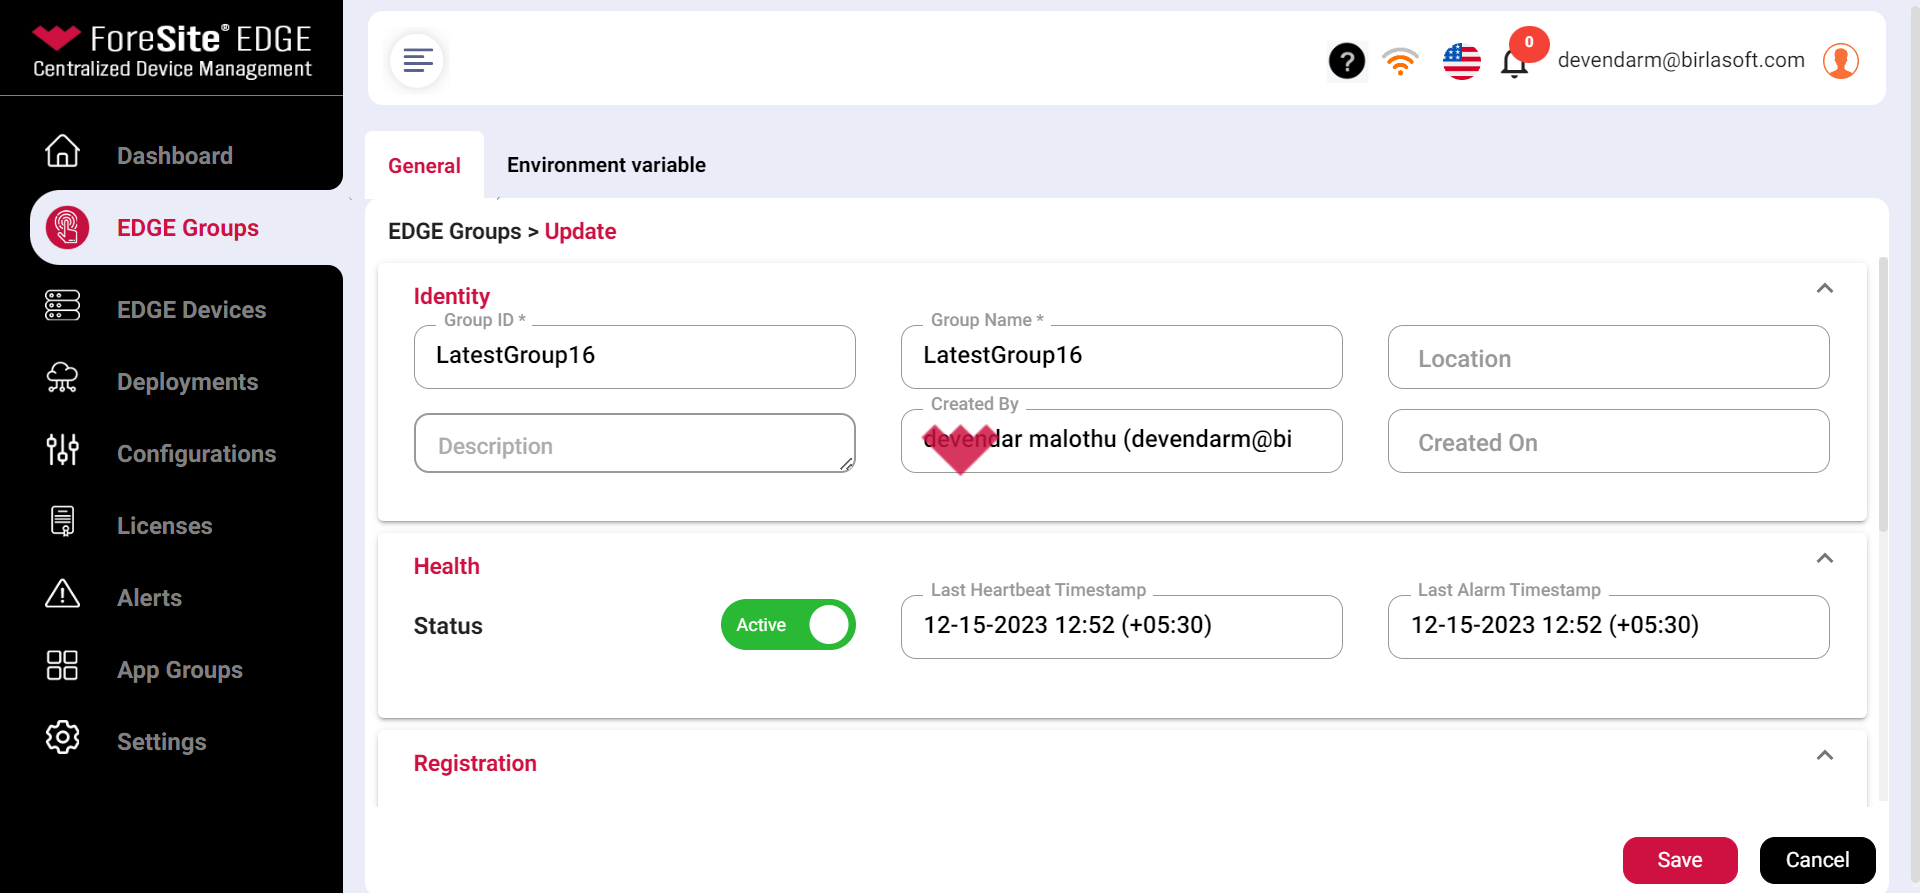 ForeSite® EDGE
Centralized Device Management
?
0
devendarm@birlasoft.com
Dashboard
EDGE Groups
EDGE Devices
Deployments
Configurations
Licenses
Alerts
App Groups
Settings
General
Environment variable
EDGE Groups > Update
Identity
Group ID *
LatestGroup16
Group Name *
LatestGroup16
Location
Description
Created By
devendar malothu (devendarm@bi
Created On
Health
Status
Active
Last Heartbeat Timestamp
12-15-2023 12:52 (+05:30)
Last Alarm Timestamp
12-15-2023 12:52 (+05:30)
Registration
Save
Cancel